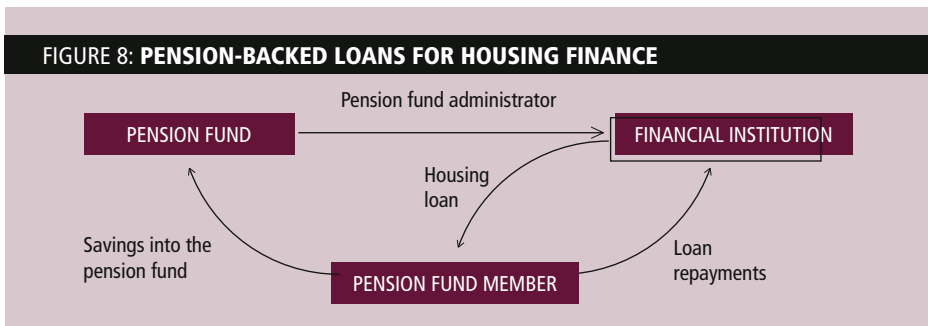 FIGURE 8: PENSION-BACKED LOANS FOR HOUSING FINANCE
Pension fund administrator
PENSION FUND
FINANCIAL INSTITUTION
Housing
loan
Savings into the
pension fund
Loan
repayments
PENSION FUND MEMBER